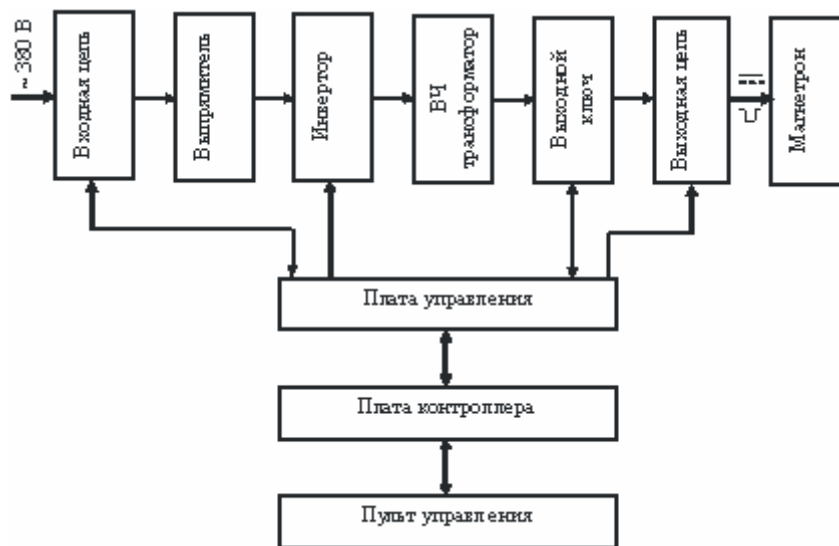 ~ 380 В
Входная цепь
Выпрямитель
Инвертор
ВЧ
трансформатор
Выходной
ключ
Выходная цепь
Магнетрон
Плата управления
Плата контроллера
Пульт управления